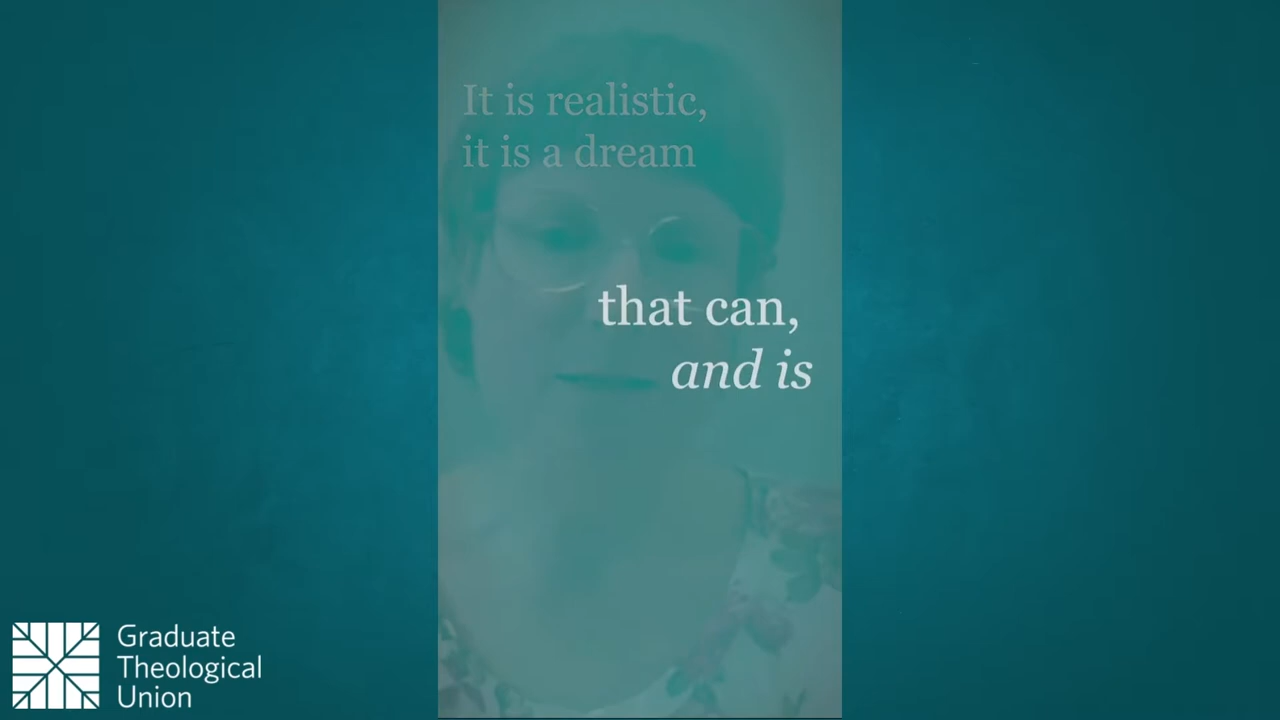 It is realistic,
it is a dream
that can,
and is
Graduate
Theological
Union